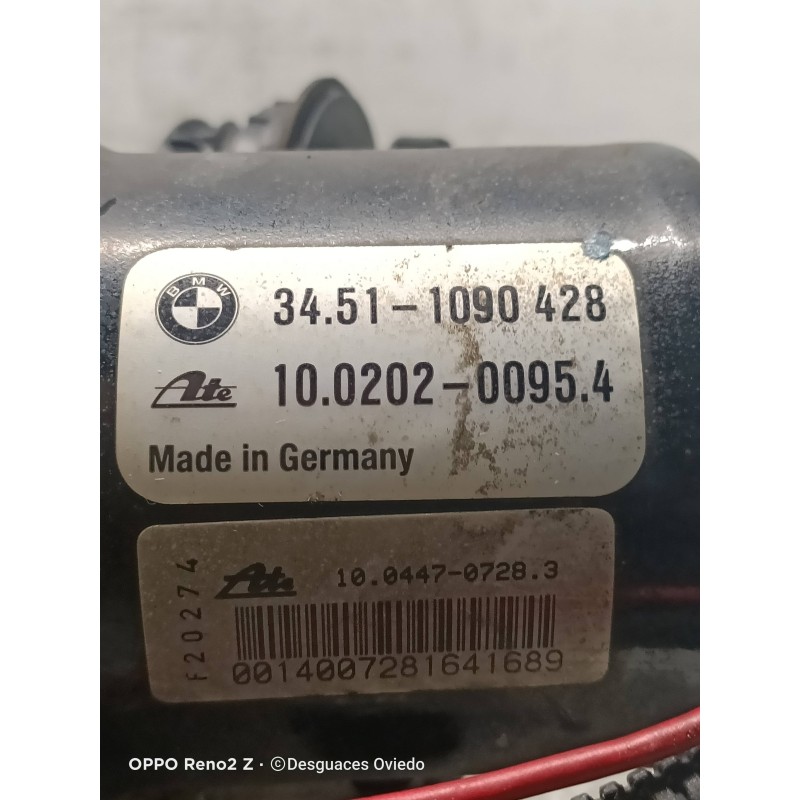 BMW
34.51-1090 428
Ate
10.0202-0095.4
Made in Germany
F20274
Ate
10.0447-0728.3
0014007281641689
OPPO Reno2 Z · ©Desguaces Oviedo